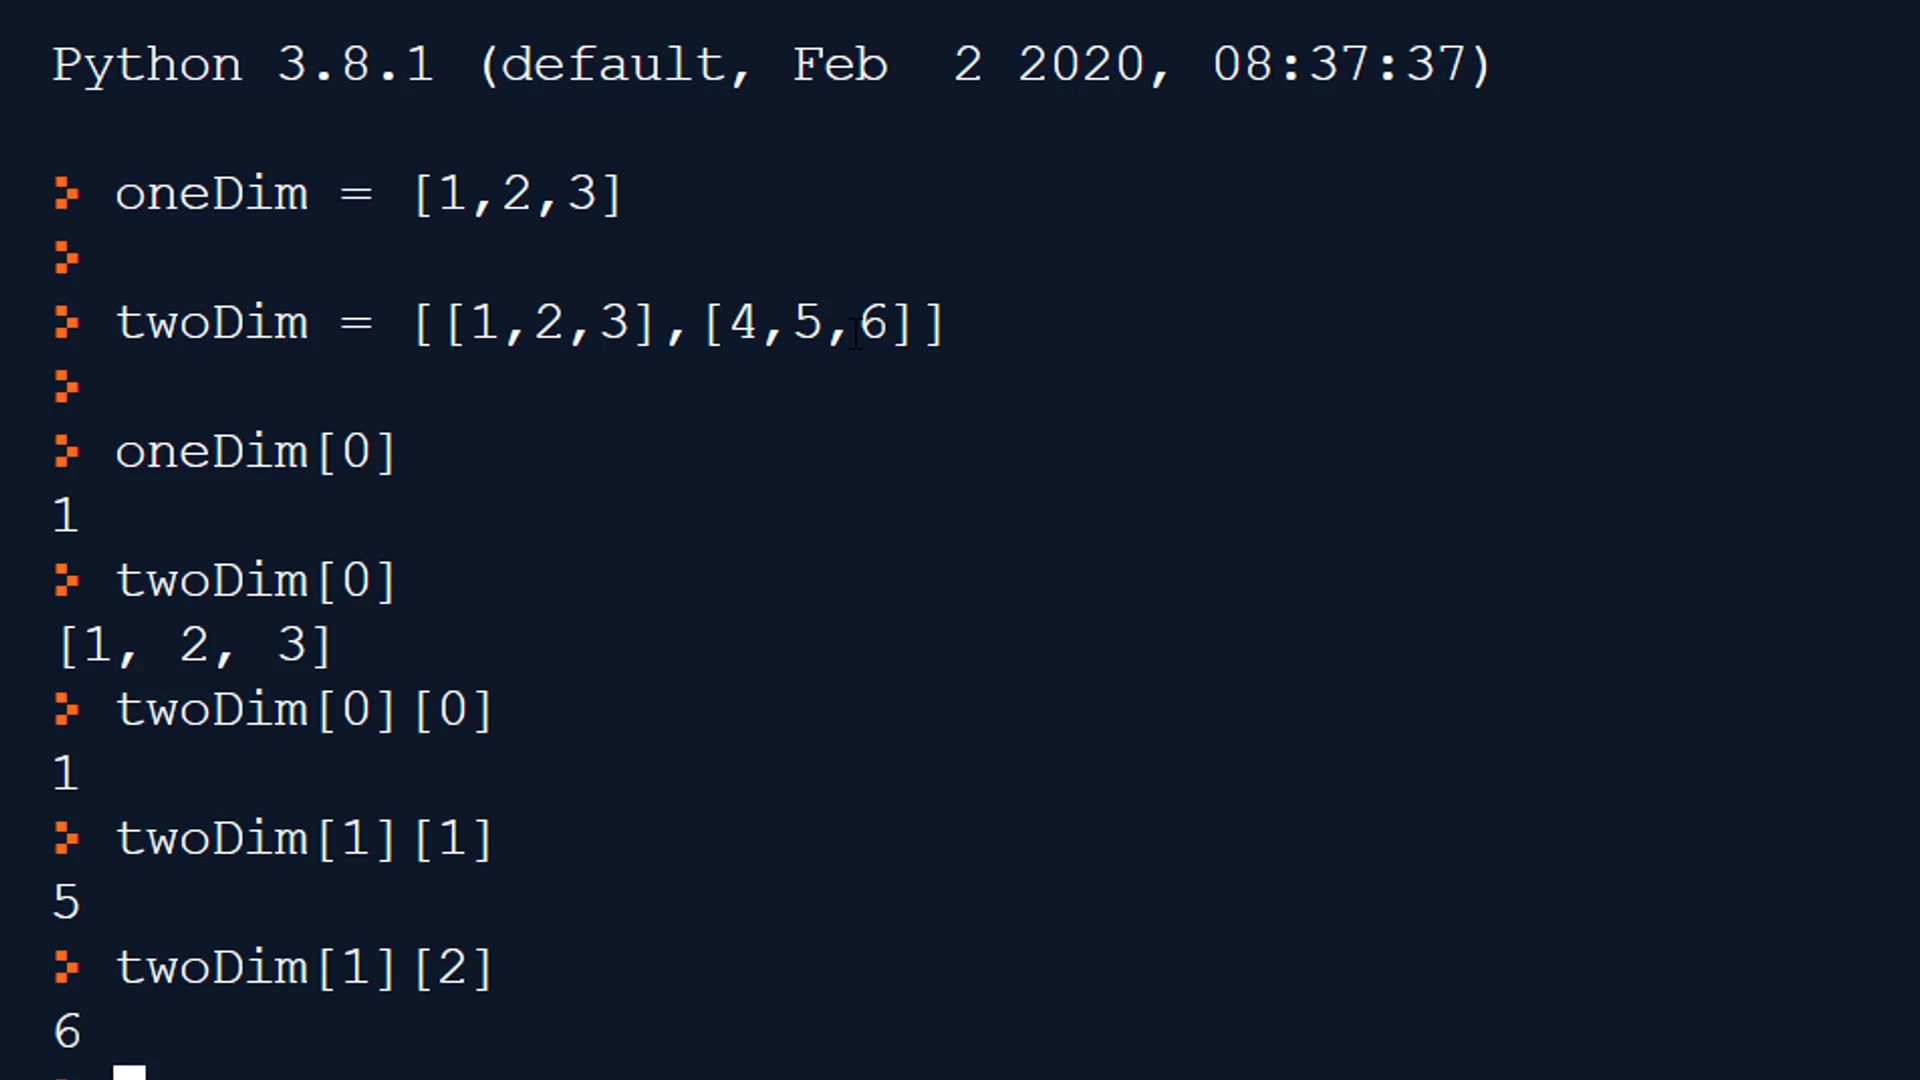 Python 3.8.1 (default, Feb  2 2020, 08:37:37)
oneDim = [1,2,3]
twoDim = [[1,2,3],[4,5,6]]
oneDim[0]
1
twoDim[0]
[1, 2, 3]
twoDim[0][0]
1
twoDim[1][1]
5
twoDim[1][2]
6